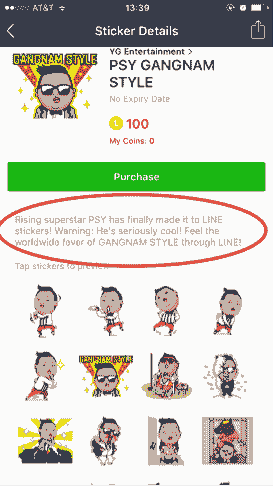 AT&T 13:39
Sticker Details
GANGNAM STYLE
YG Entertainment >
PSY GANGNAM
STYLE
No Expiry Date
L 100
My Coins: 0
Purchase
Rising superstar PSY has finally made it to LINE
stickers! Warning: He's seriously cool! Feel the
worldwide fever of GANGNAM STYLE through LINE!
Tap stickers to preview
GANGNAM STYLE